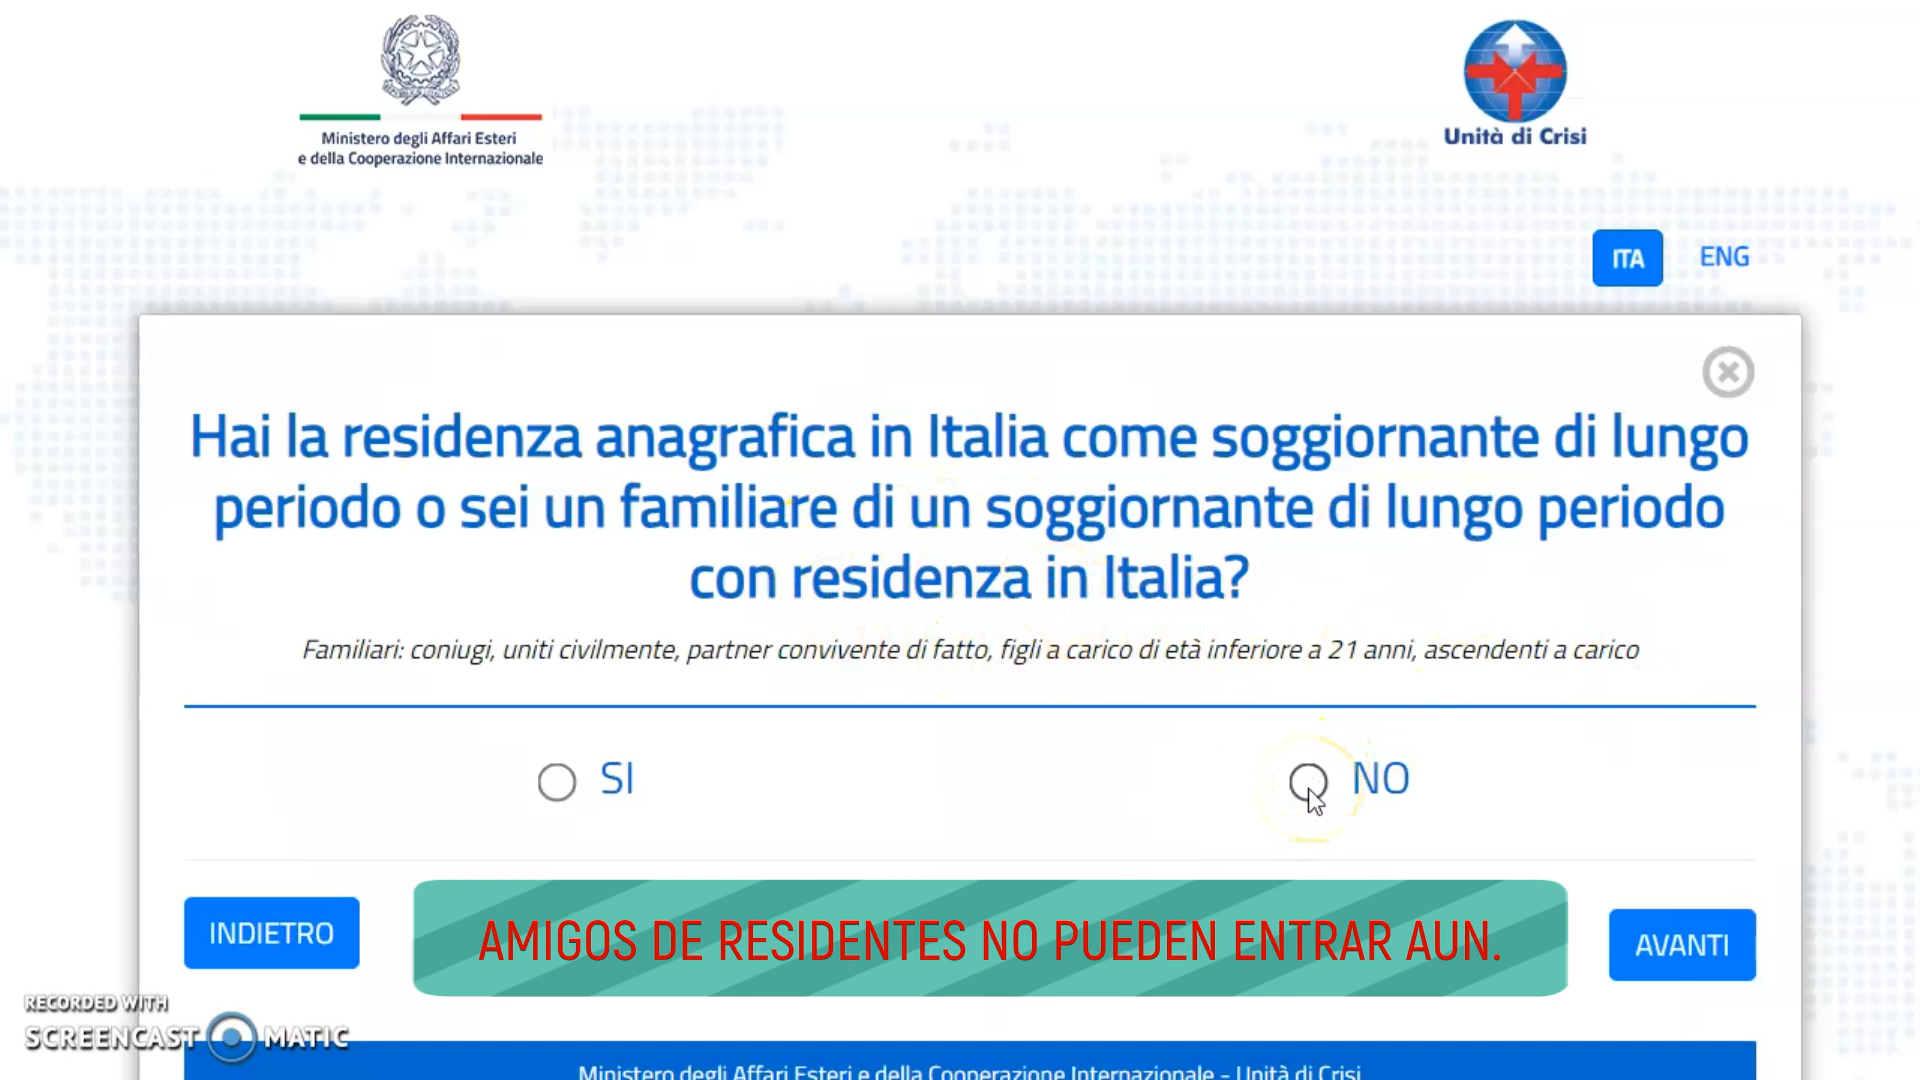 Ministero degli Affari Esteri
e della Cooperazione Internazionale
Unità di Crisi
ITA
ENG
Hai la residenza anagrafica in Italia come soggiornante di lungo
periodo o sei un familiare di un soggiornante di lungo periodo
con residenza in Italia?
Familiari: coniugi, uniti civilmente, partner convivente di fatto, figli a carico di età inferiore a 21 anni, ascendenti a carico
SI
NO
INDIETRO
AMIGOS DE RESIDENTES NO PUEDEN ENTRAR AUN.
AVANTI
RECORDED WITH
SCREENCAST MATIC
Ministero degli Affari Esteri e della Cooperazione Internazionale - Unità di Crisi